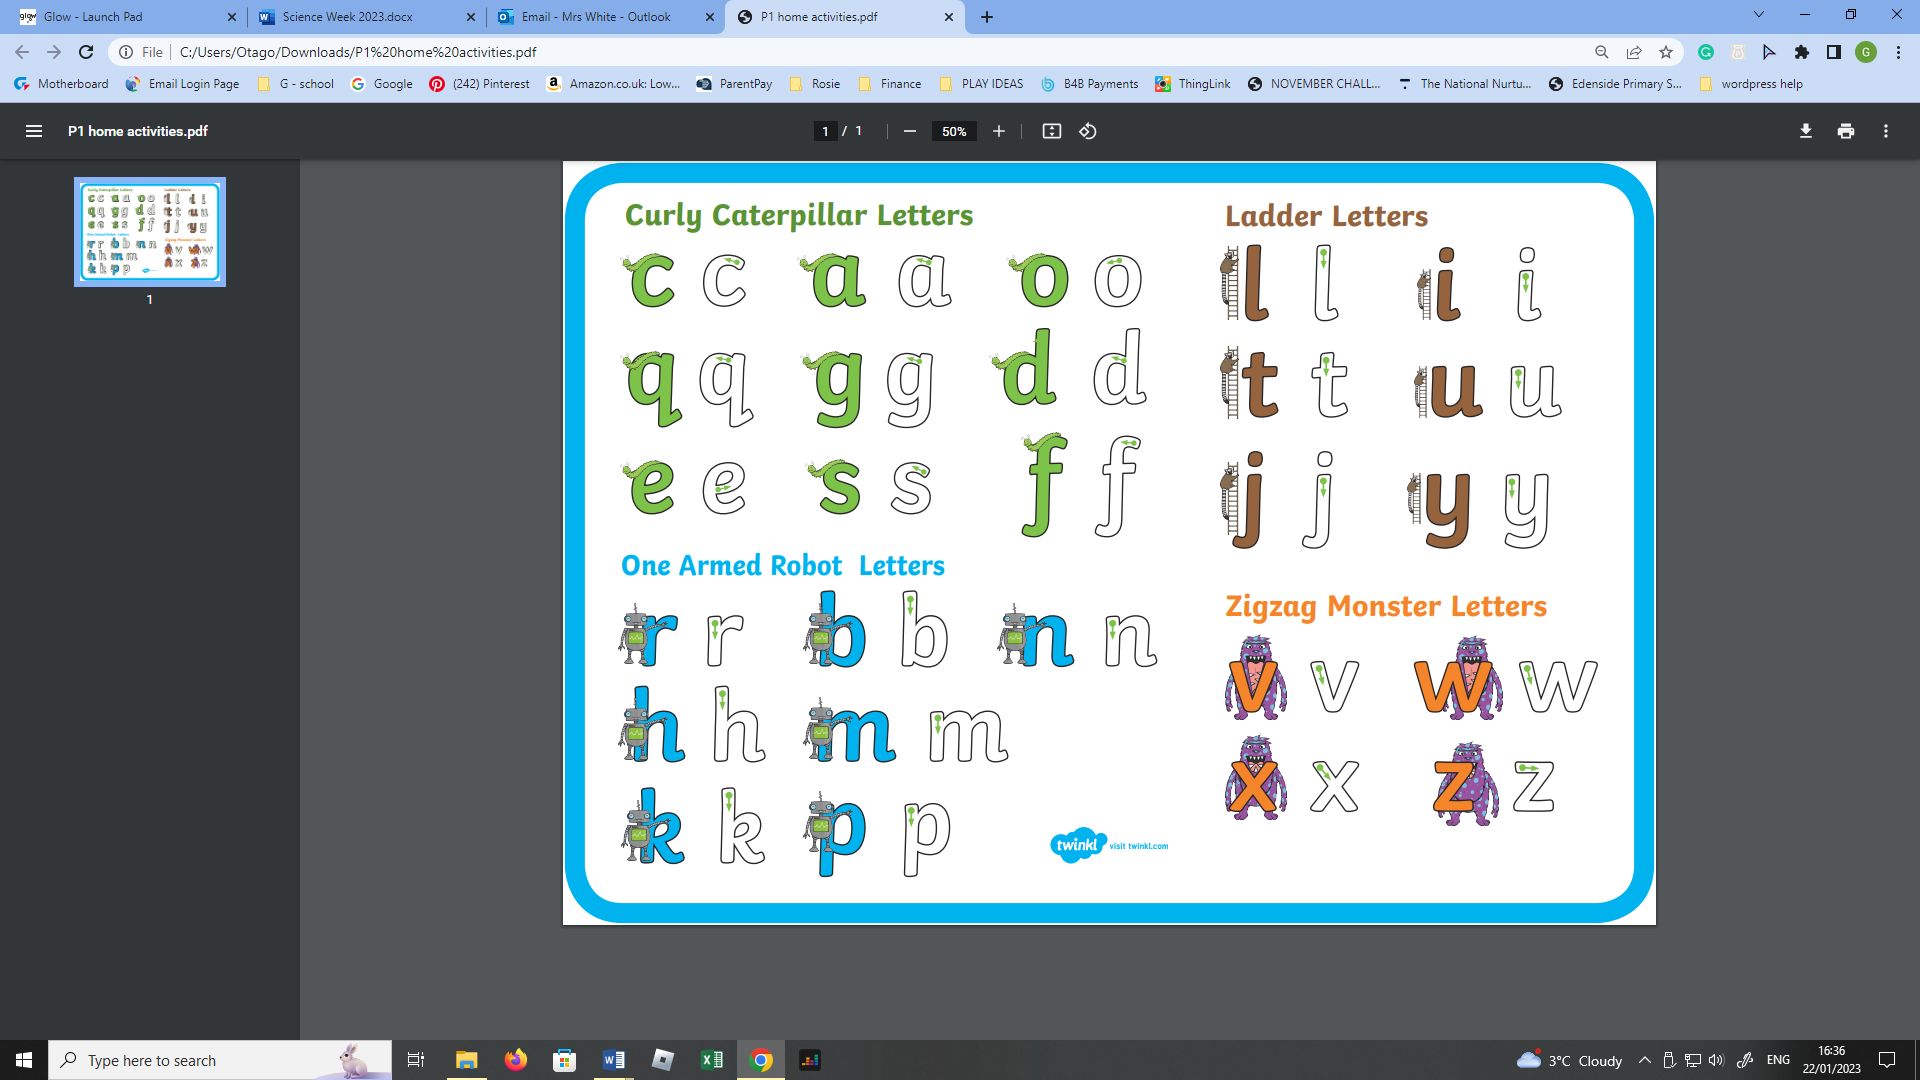 Glow - Launch Pad
Science Week 2023.docx
Email - Mrs White - Outlook
P1 home activities.pdf
File
C:/Users/Otago/Downloads/P1%20home%20activities.pdf
G
Motherboard
Email Login Page
G - school
Google
(242) Pinterest
Amazon.co.uk: Low...
ParentPay
Rosie
Finance
PLAY IDEAS
B4B Payments
ThingLink
NOVEMBER CHALL...
The National Nurtu...
Edenside Primary S...
wordpress help
P1 home activities.pdf
1 / 1
50%
1
Curly Caterpillar Letters
c c a a o o
q q g g d d
e e s s f f
One Armed Robot Letters
r r b b n n
h h m m
k k p p
Ladder Letters
l l i i
t t u u
j j y y
Zigzag Monster Letters
v v w w
x x z z
twinkl visit twinkl.com
Type here to search
3°C Cloudy
ENG
16:36
22/01/2023